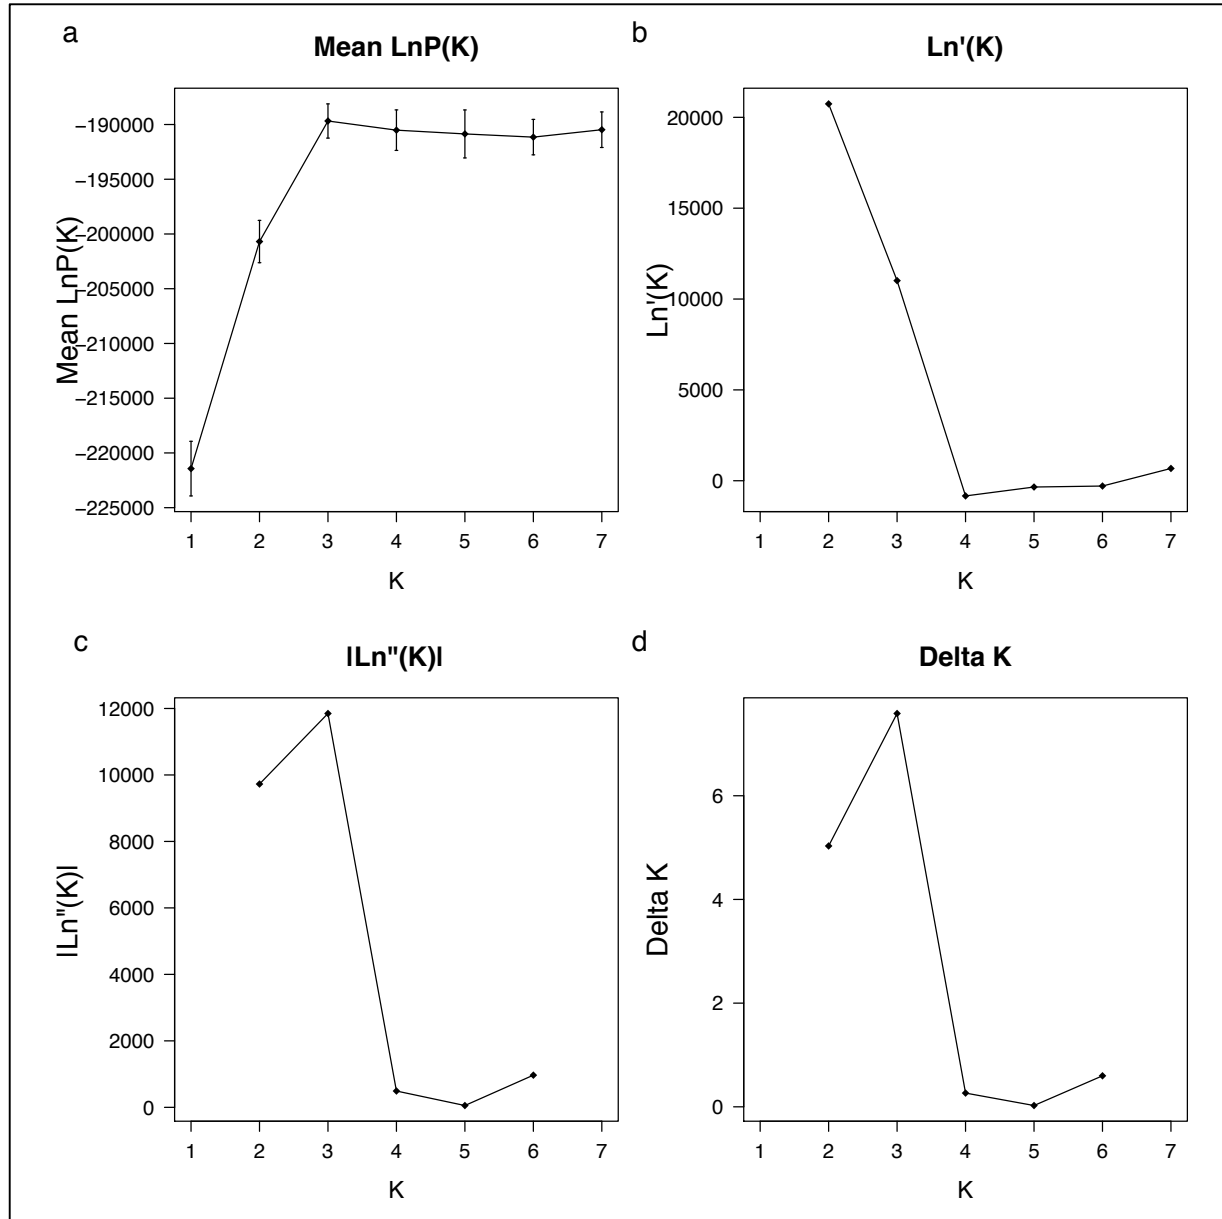 a
Mean LnP(K)
Mean LnP(K)
−190000
−195000
−200000
−205000
−210000
−215000
−220000
−225000
1 2 3 4 5 6 7
K
b
Ln'(K)
Ln'(K)
20000
15000
10000
5000
0
1 2 3 4 5 6 7
K
c
|Ln"(K)|
|Ln"(K)|
12000
10000
8000
6000
4000
2000
0
1 2 3 4 5 6 7
K
d
Delta K
Delta K
6
4
2
0
1 2 3 4 5 6 7
K